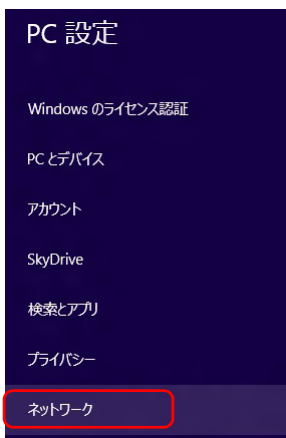 PC 設定
Windows のライセンス認証
PC とデバイス
アカウント
SkyDrive
検索とアプリ
プライバシー
ネットワーク